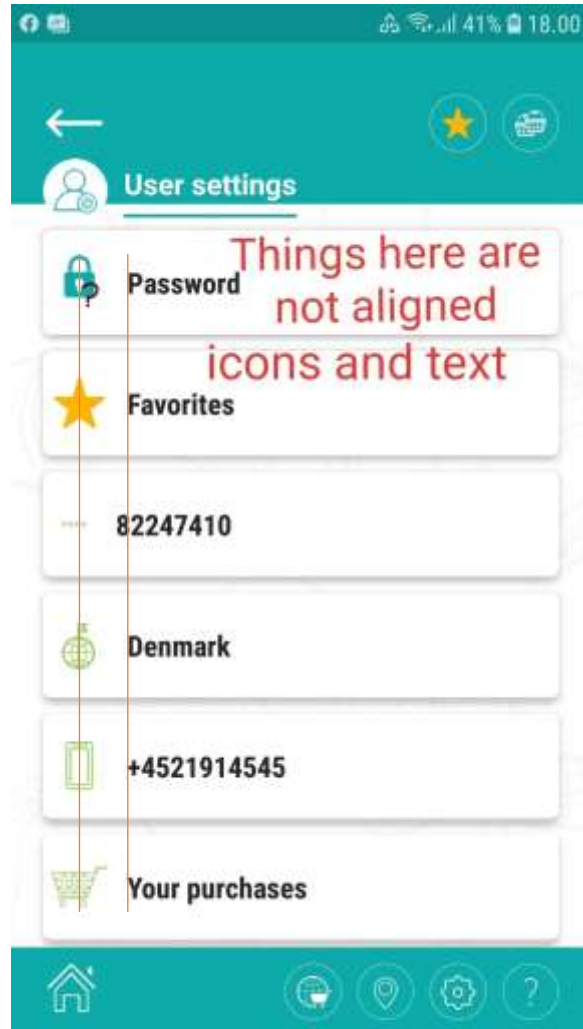 41% 18.00
User settings
Things here are
Password
not aligned
icons and text
Favorites
82247410
Denmark
+4521914545
Your purchases
?